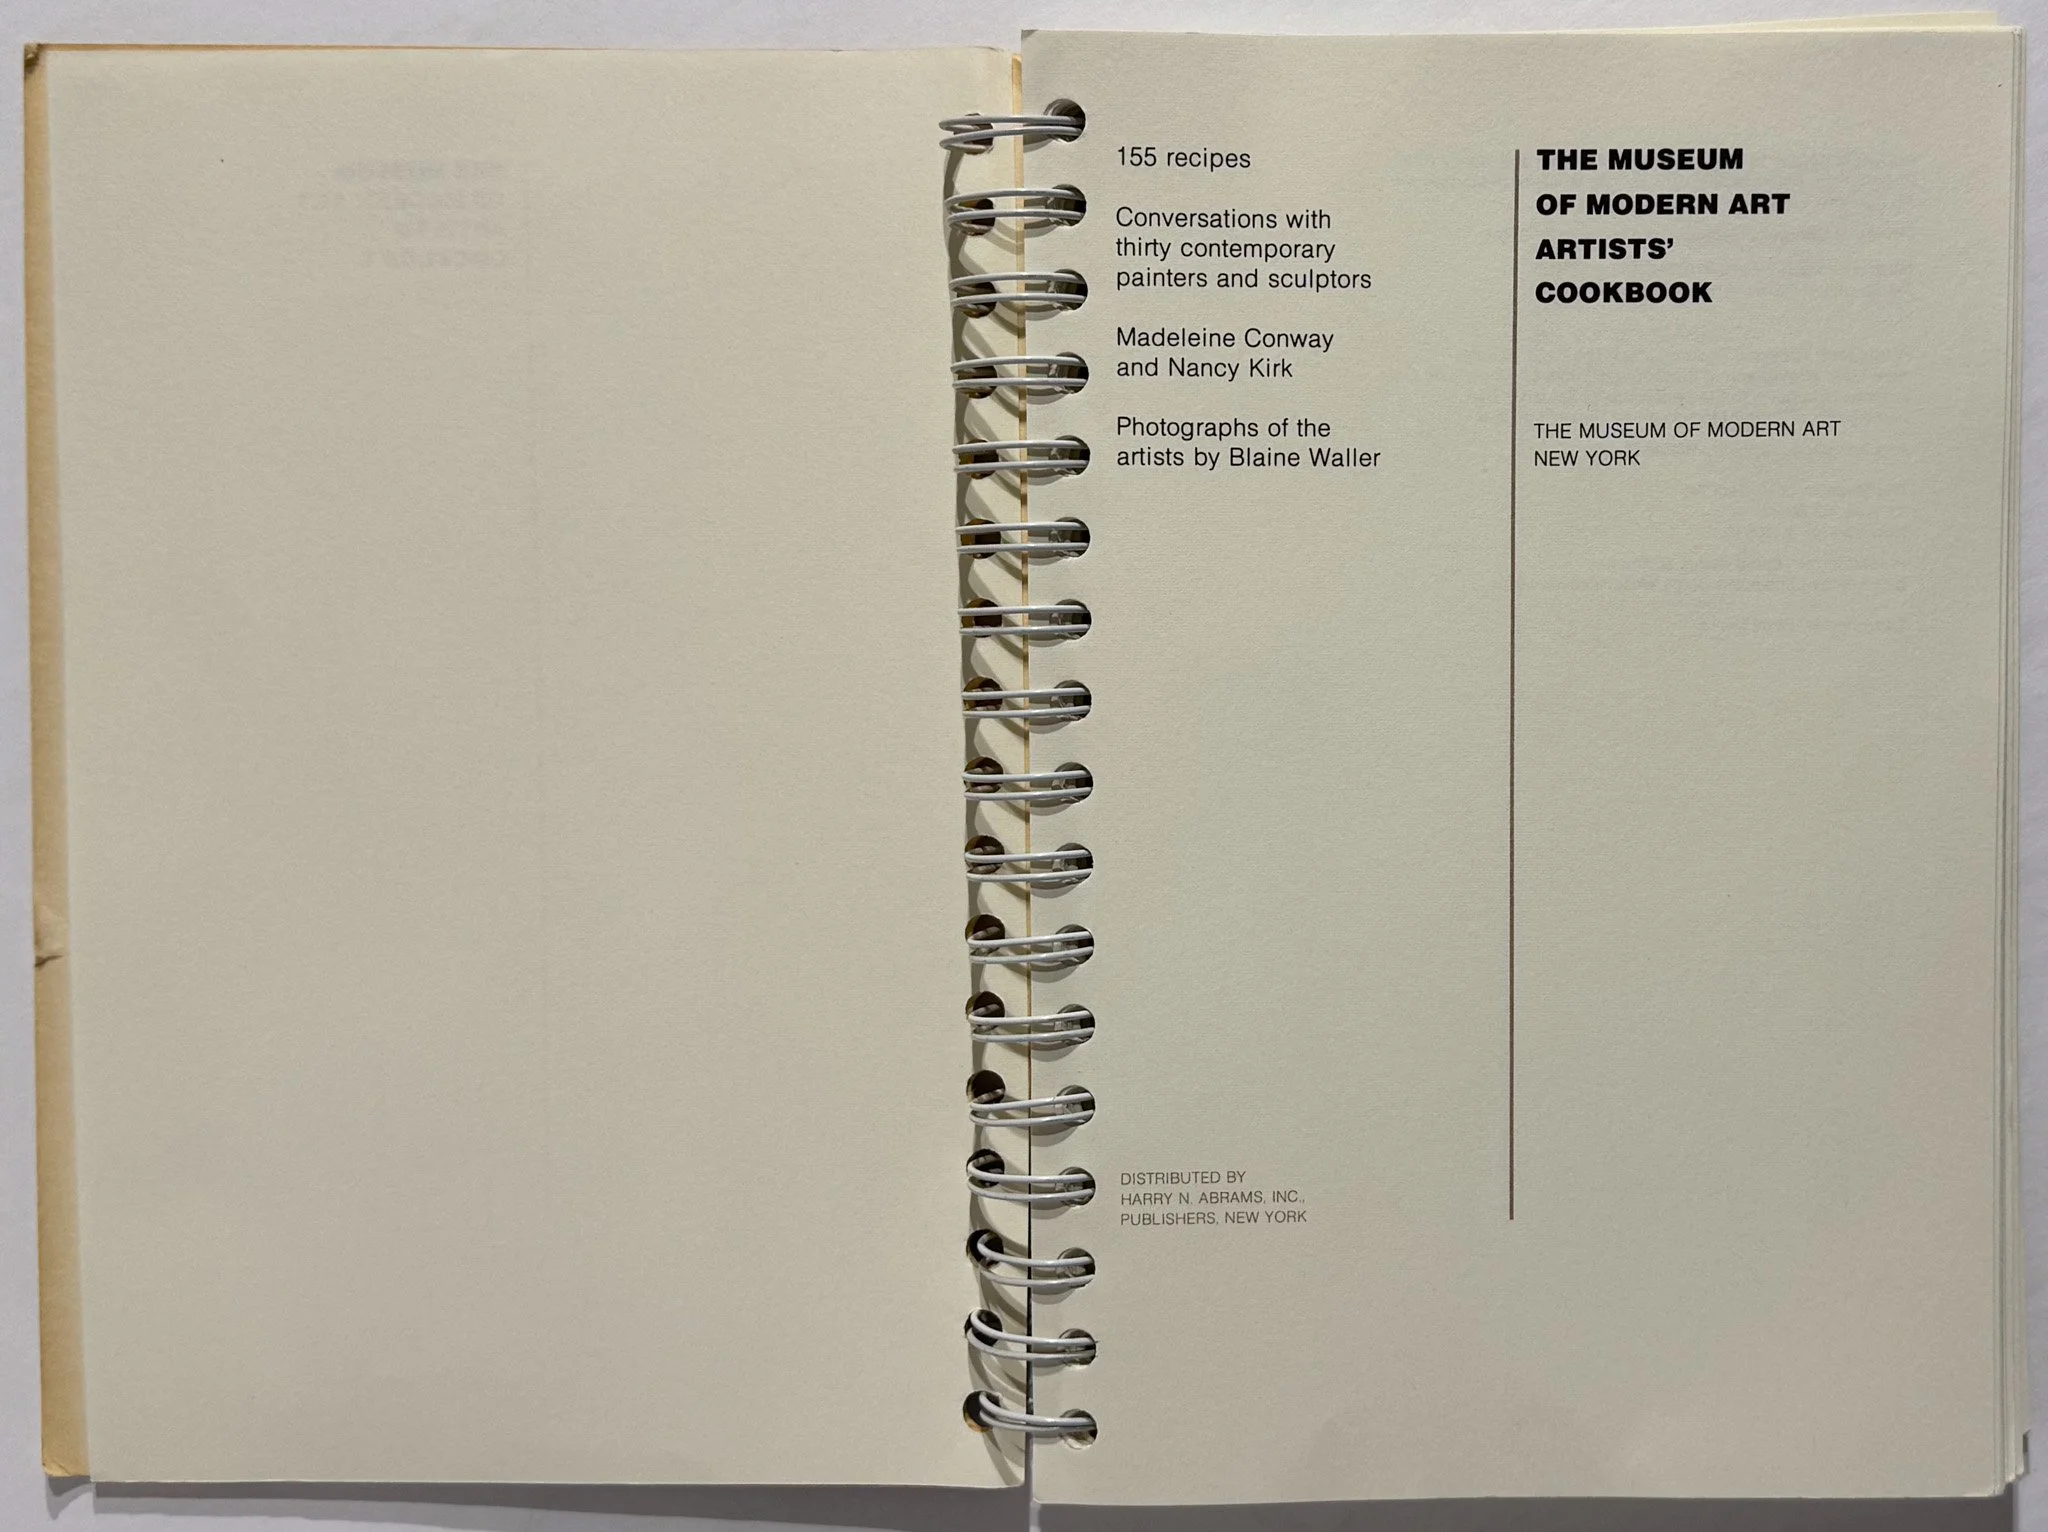 155 recipes
Conversations with
thirty contemporary
painters and sculptors
Madeleine Conway
and Nancy Kirk
Photographs of the
artists by Blaine Waller
DISTRIBUTED BY
HARRY N. ABRAMS, INC.,
PUBLISHERS, NEW YORK
THE MUSEUM
OF MODERN ART
ARTISTS’
COOKBOOK
THE MUSEUM OF MODERN ART
NEW YORK